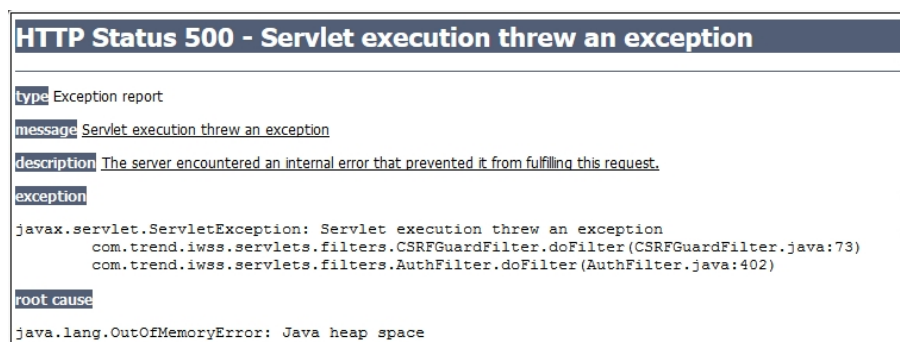 HTTP Status 500 - Servlet execution threw an exception
type Exception report
message Servlet execution threw an exception
description The server encountered an internal error that prevented it from fulfilling this request.
exception
javax.servlet.ServletException: Servlet execution threw an exception
com.trend.iwss.servlets.filters.CSRFGuardFilter.doFilter(CSRFGuardFilter.java:73)
com.trend.iwss.servlets.filters.AuthFilter.doFilter(AuthFilter.java:402)
root cause
java.lang.OutOfMemoryError: Java heap space